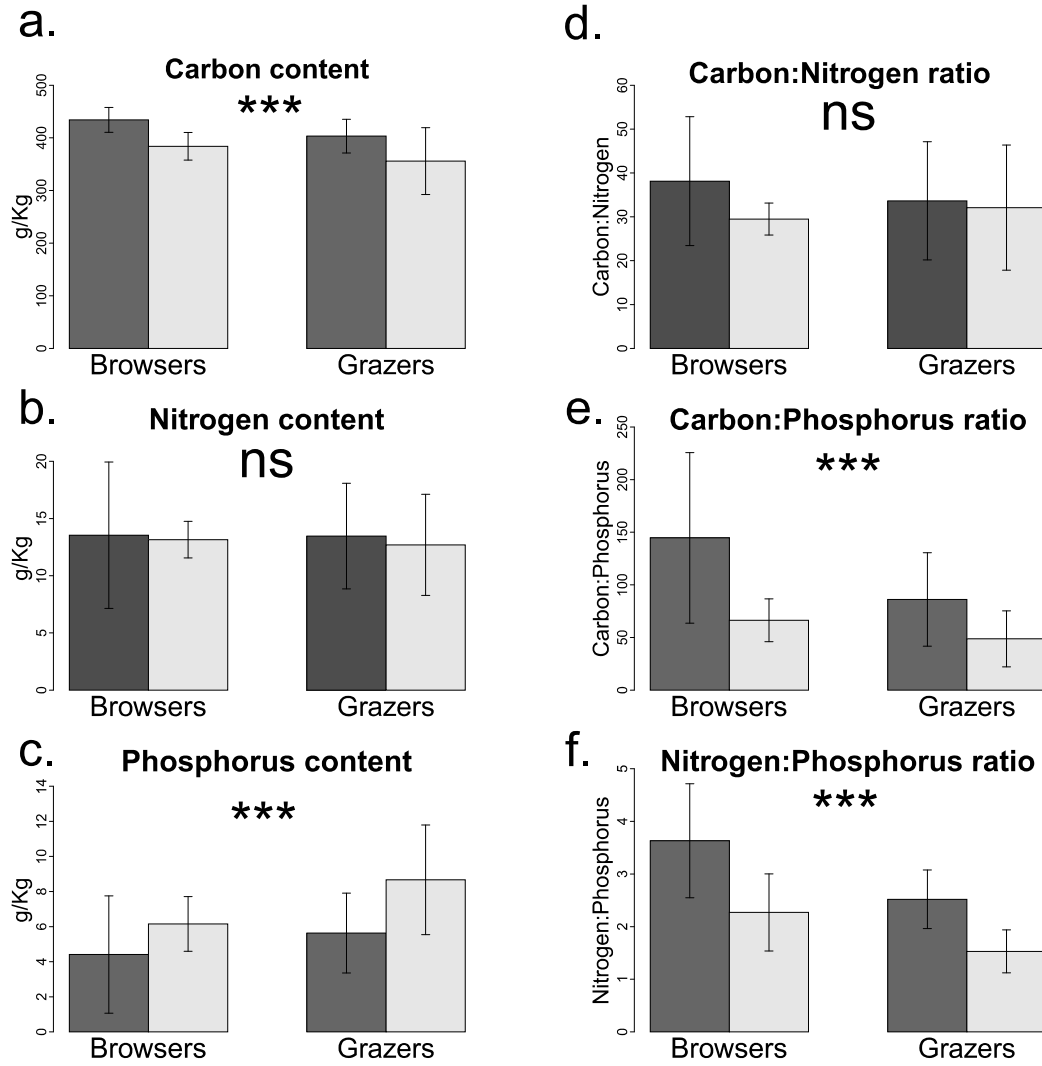 a.
Carbon content
***
g/Kg
0
100
200
300
400
500
Browsers
Grazers
b.
Nitrogen content
ns
g/Kg
0
5
10
15
20
Browsers
Grazers
c.
Phosphorus content
***
g/Kg
0
2
4
6
8
10
12
14
Browsers
Grazers
d.
Carbon:Nitrogen ratio
ns
Carbon:Nitrogen
0
10
20
30
40
50
60
Browsers
Grazers
e.
Carbon:Phosphorus ratio
***
Carbon:Phosphorus
0
50
100
150
200
250
Browsers
Grazers
f.
Nitrogen:Phosphorus ratio
***
Nitrogen:Phosphorus
0
1
2
3
4
5
Browsers
Grazers